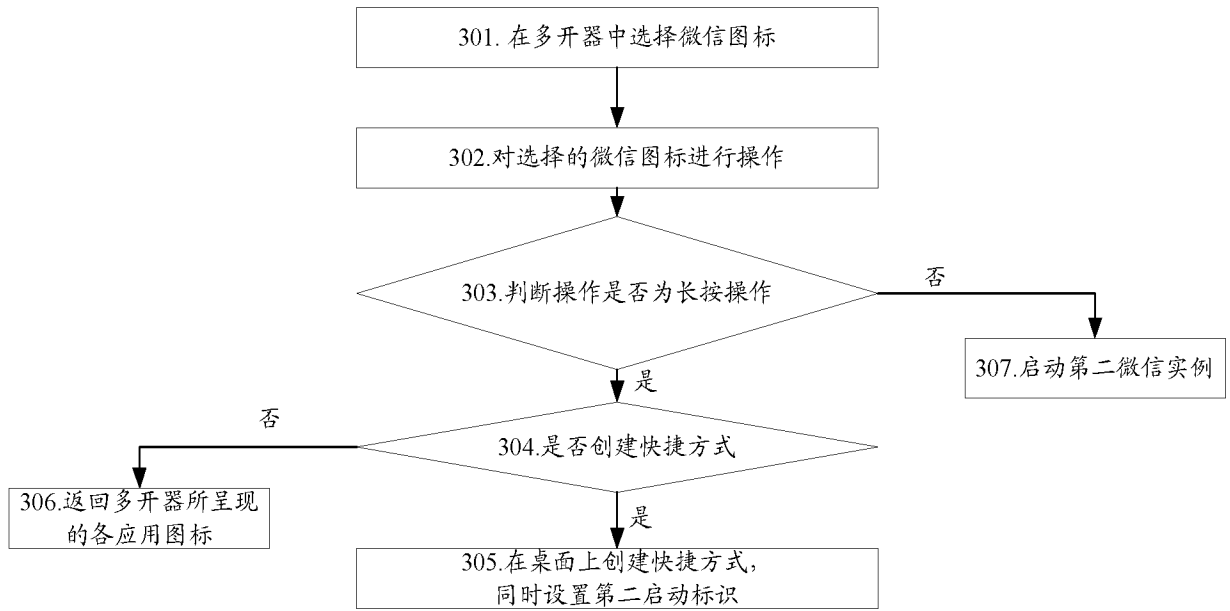 301. 在多开器中选择微信图标
302.对选择的微信图标进行操作
303.判断操作是否为长按操作
否
307.启动第二微信实例
是
304.是否创建快捷方式
否
306.返回多开器所呈现
的各应用图标
是
305.在桌面上创建快捷方式，
同时设置第二启动标识